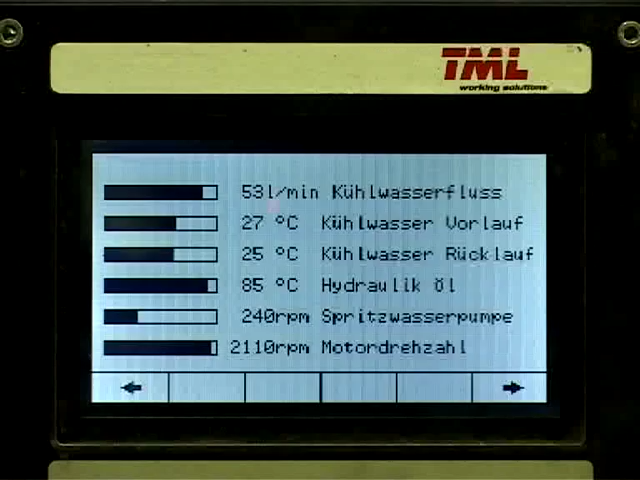 TML
working solutions
53l/min Kühlwasserfluss
27 °C Kühlwasser Vorlauf
25 °C Kühlwasser Rücklauf
85 °C Hydraulik öl
240rpm Spritzwasserpumpe
2110rpm Motordrehzahl